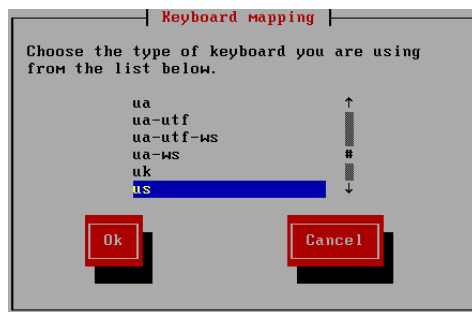 Keyboard mapping
Choose the type of keyboard you are using
from the list below.
ua ↑
ua-utf
ua-utf-ws
ua-ws #
uk
us ↓
Ok Cancel